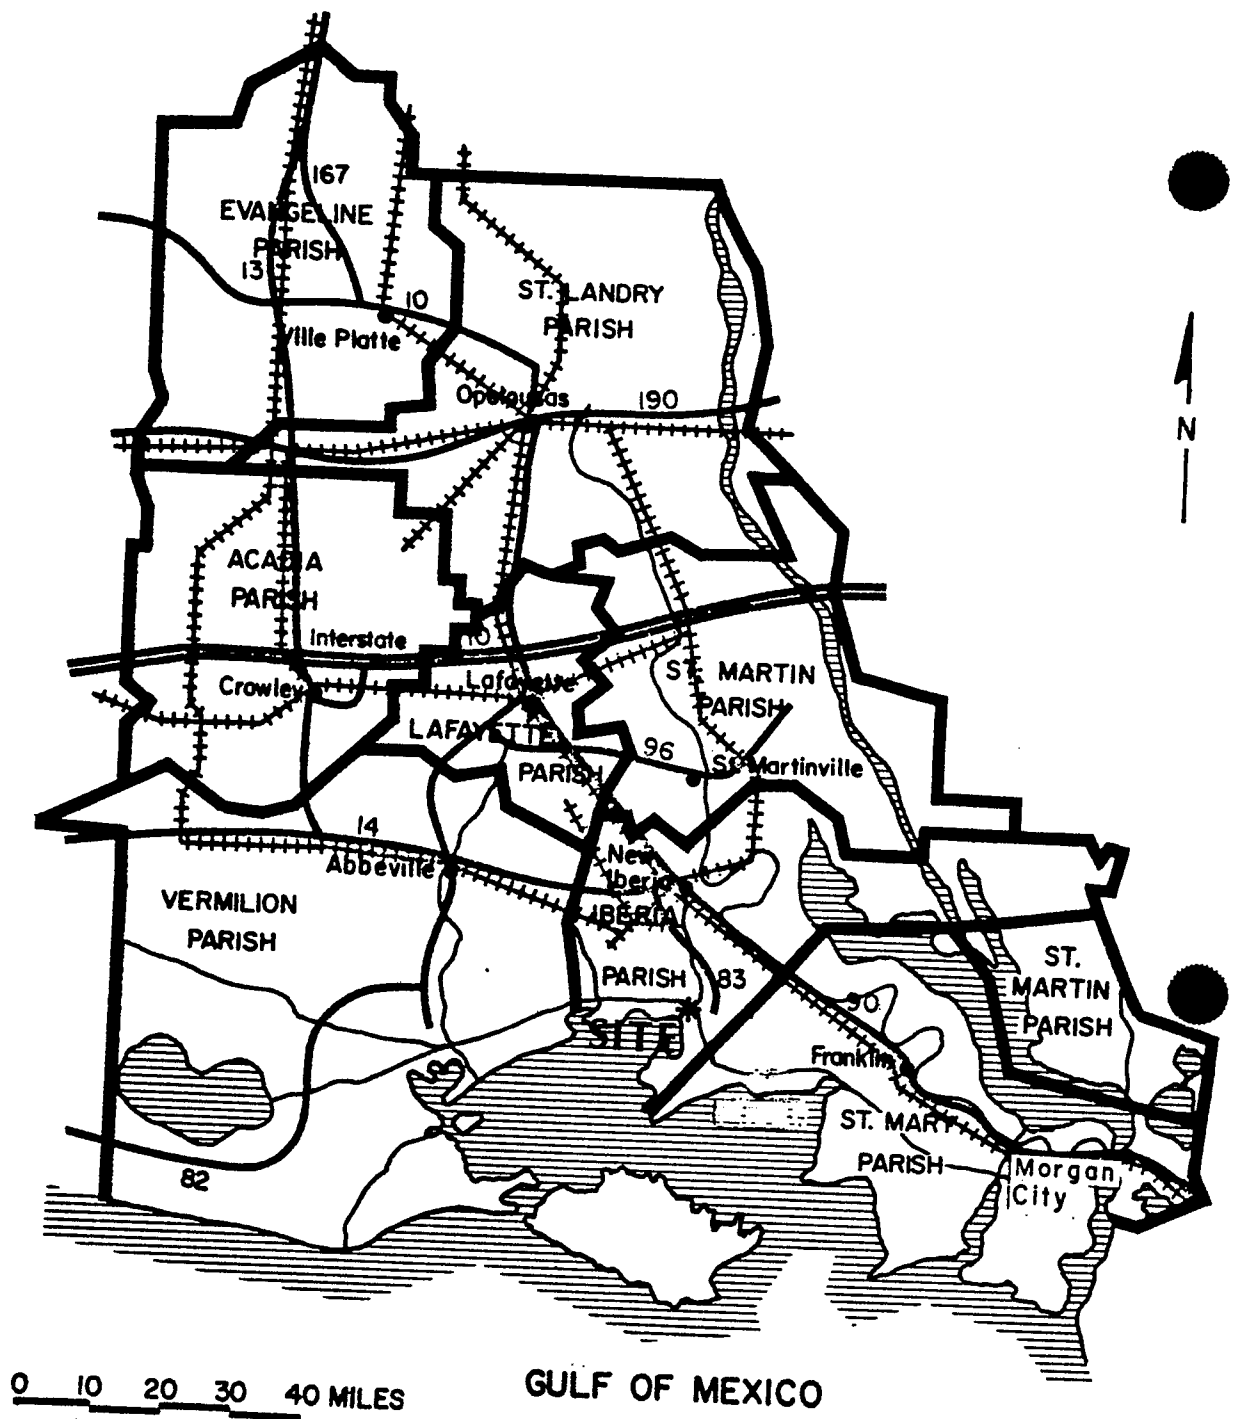 167
EVANGELINE
PARISH
13
10
Ville Platte
ST. LANDRY
PARISH
Opelousas
190
N
ACADIA
PARISH
Interstate
10
Crowley
Lafayette
LAFAYETTE
PARISH
ST. MARTIN
PARISH
96
St. Martinville
14
Abbeville
New
Iberia
IBERIA
PARISH
83
VERMILION
PARISH
ST.
MARTIN
PARISH
90
SITE
Franklin
ST. MARY
PARISH
Morgan
City
82
0 10 20 30 40 MILES
GULF OF MEXICO